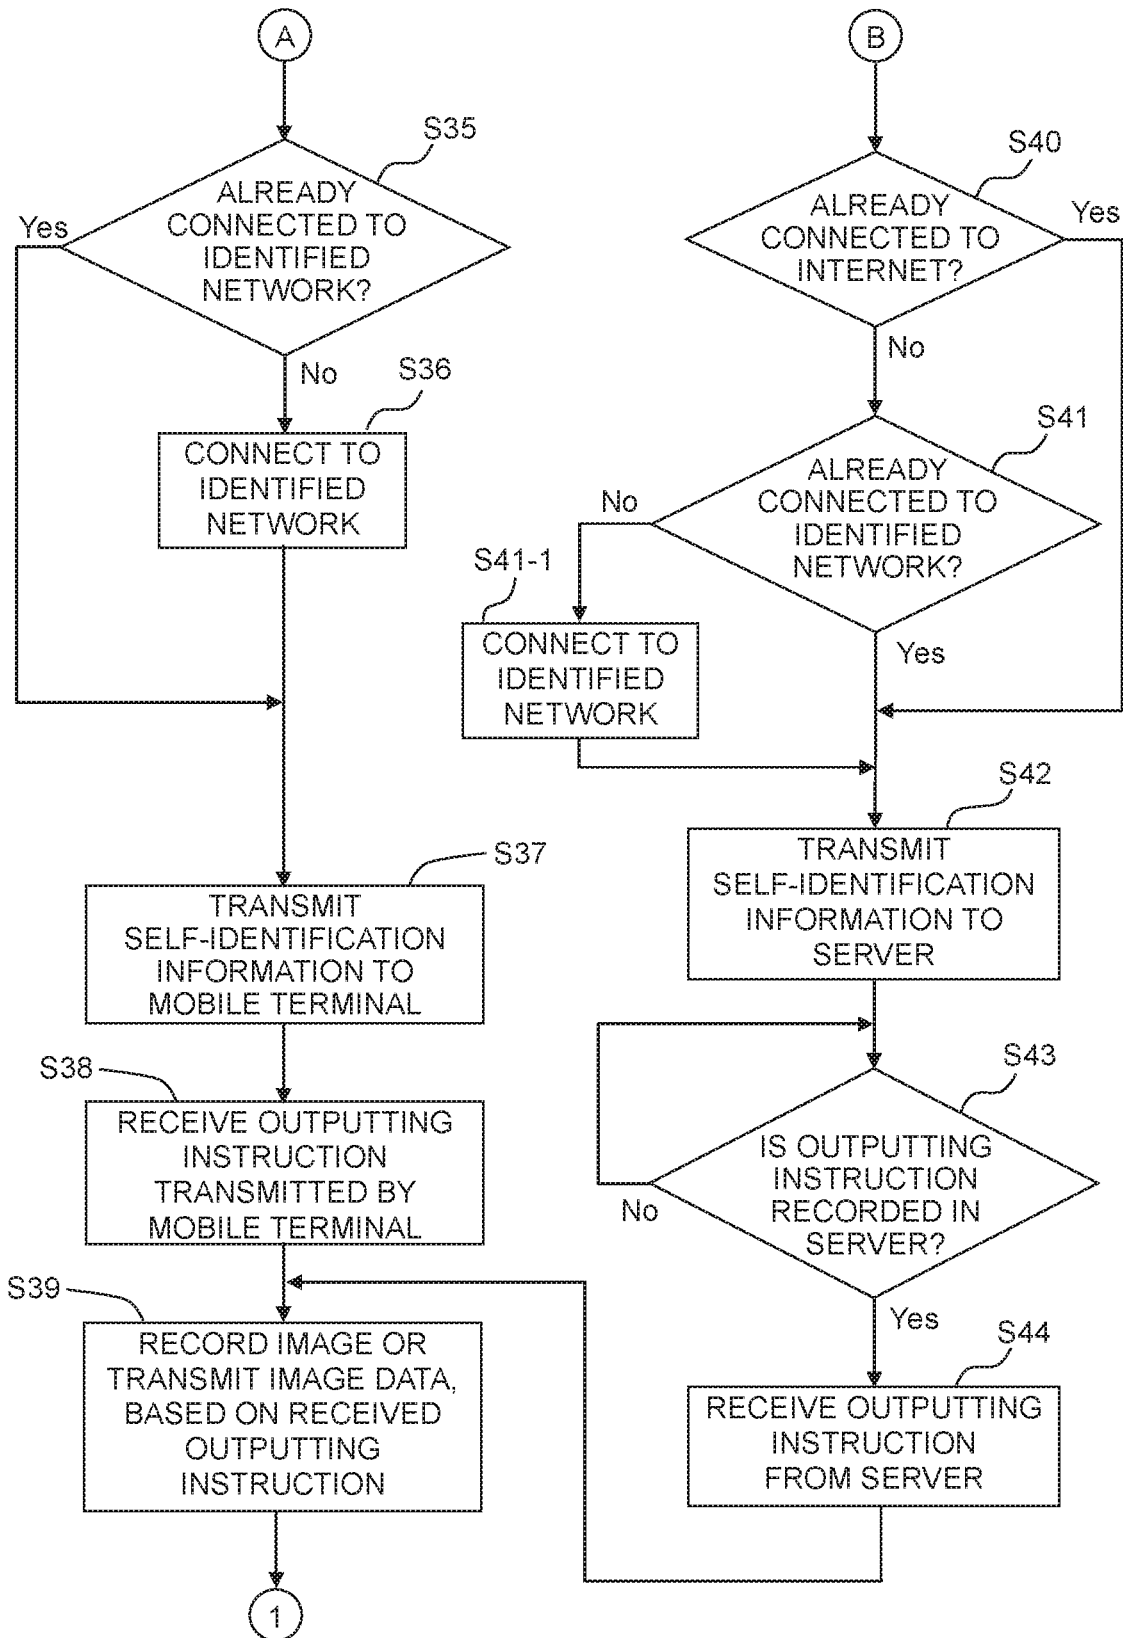 A
S35
ALREADY
CONNECTED TO
IDENTIFIED
NETWORK?
Yes
No
S36
CONNECT TO
IDENTIFIED
NETWORK
S37
TRANSMIT
SELF-IDENTIFICATION
INFORMATION TO
MOBILE TERMINAL
S38
RECEIVE OUTPUTTING
INSTRUCTION
TRANSMITTED BY
MOBILE TERMINAL
S39
RECORD IMAGE OR
TRANSMIT IMAGE DATA,
BASED ON RECEIVED
OUTPUTTING
INSTRUCTION
1
B
S40
ALREADY
CONNECTED TO
INTERNET?
Yes
No
S41
ALREADY
CONNECTED TO
IDENTIFIED
NETWORK?
No
S41-1
CONNECT TO
IDENTIFIED
NETWORK
Yes
S42
TRANSMIT
SELF-IDENTIFICATION
INFORMATION TO
SERVER
S43
IS OUTPUTTING
INSTRUCTION
RECORDED IN
SERVER?
No
Yes
S44
RECEIVE OUTPUTTING
INSTRUCTION
FROM SERVER